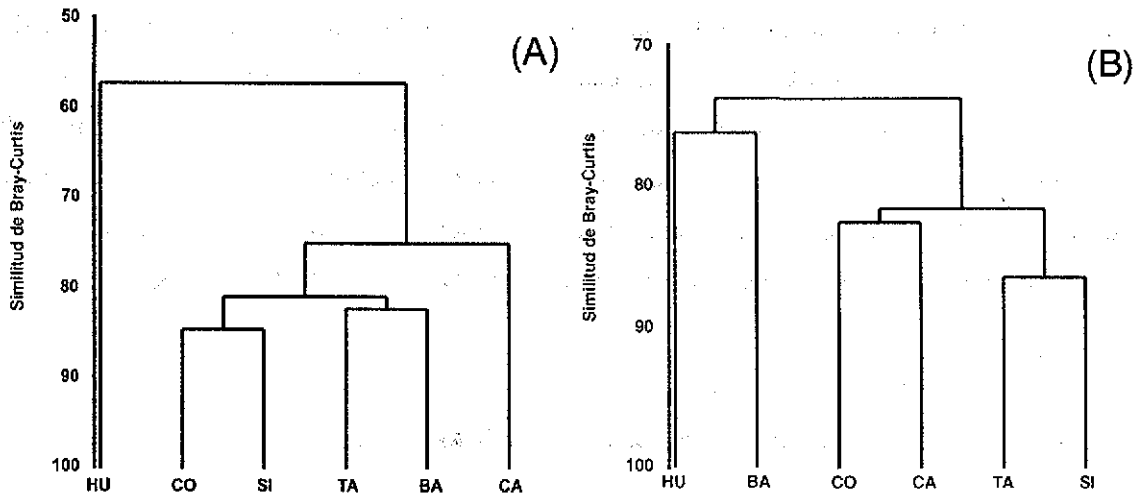 (A)
Similitud de Bray-Curtis
50
60
70
80
90
100
HU CO SI TA BA CA
(B)
Similitud de Bray-Curtis
70
80
90
100
HU BA CO CA TA SI